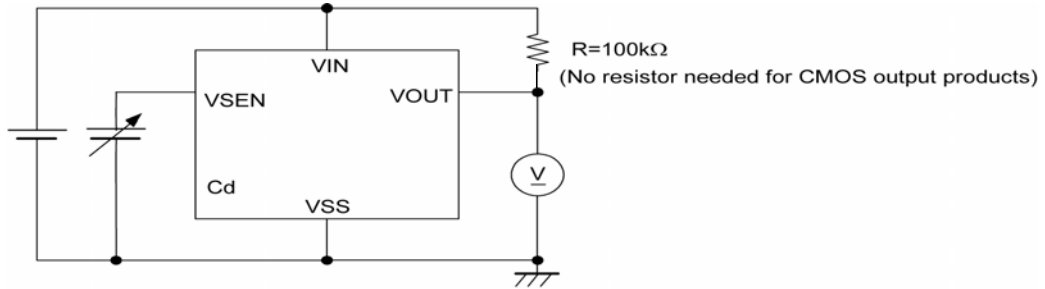 R=100kΩ
VIN
(No resistor needed for CMOS output products)
VSEN
VOUT
V
Cd
VSS